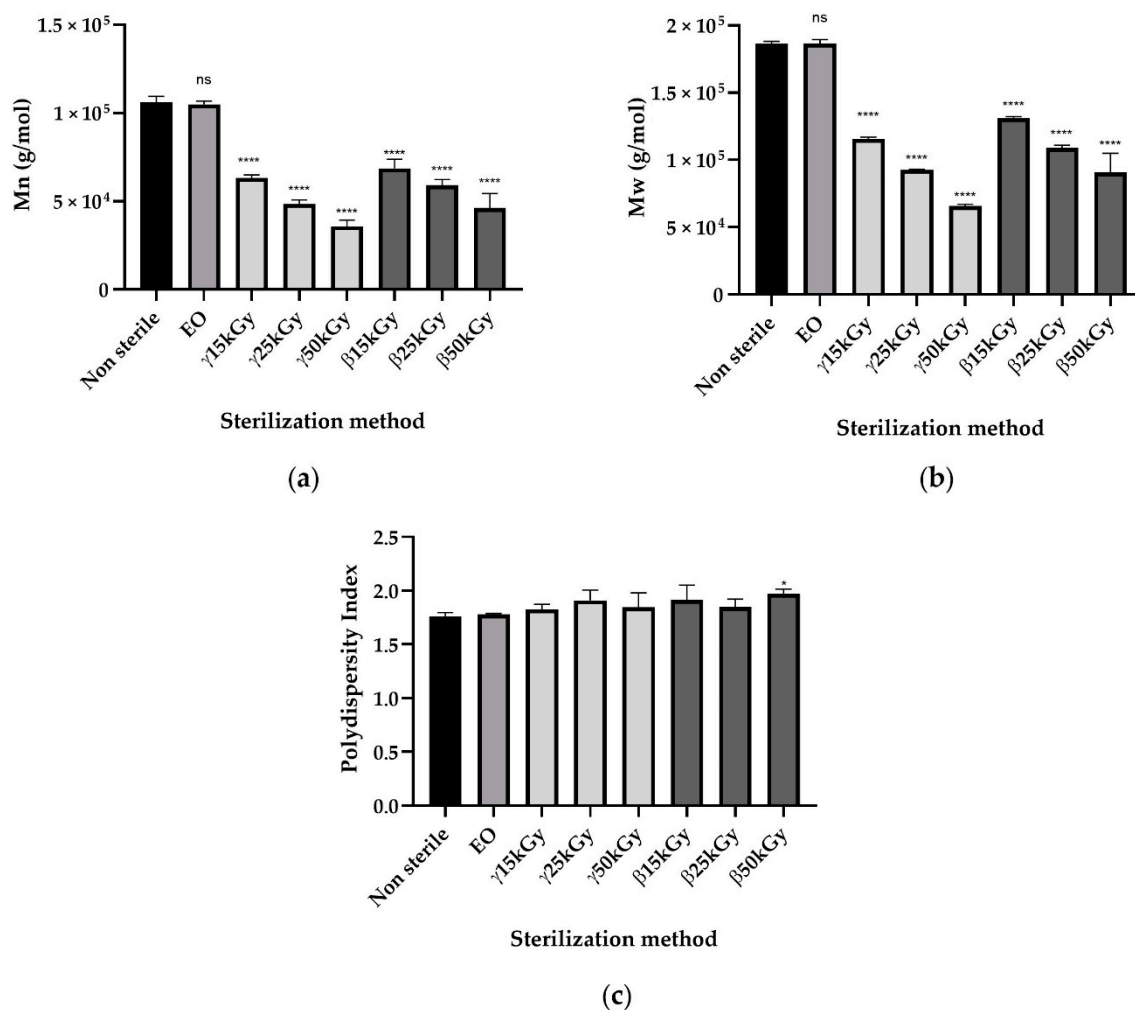 1.5 × 10⁵
1 × 10⁵
5 × 10⁴
0
Mn (g/mol)
ns
****
****
****
****
****
****
Non sterile
EO
γ15kGy
γ25kGy
γ50kGy
β15kGy
β25kGy
β50kGy
Sterilization method
(a)
2 × 10⁵
1.5 × 10⁵
1 × 10⁵
5 × 10⁴
0
Mw (g/mol)
ns
****
****
****
****
****
****
Non sterile
EO
γ15kGy
γ25kGy
γ50kGy
β15kGy
β25kGy
β50kGy
Sterilization method
(b)
2.5
2.0
1.5
1.0
0.5
0.0
Polydispersity Index
*
Non sterile
EO
γ15kGy
γ25kGy
γ50kGy
β15kGy
β25kGy
β50kGy
Sterilization method
(c)